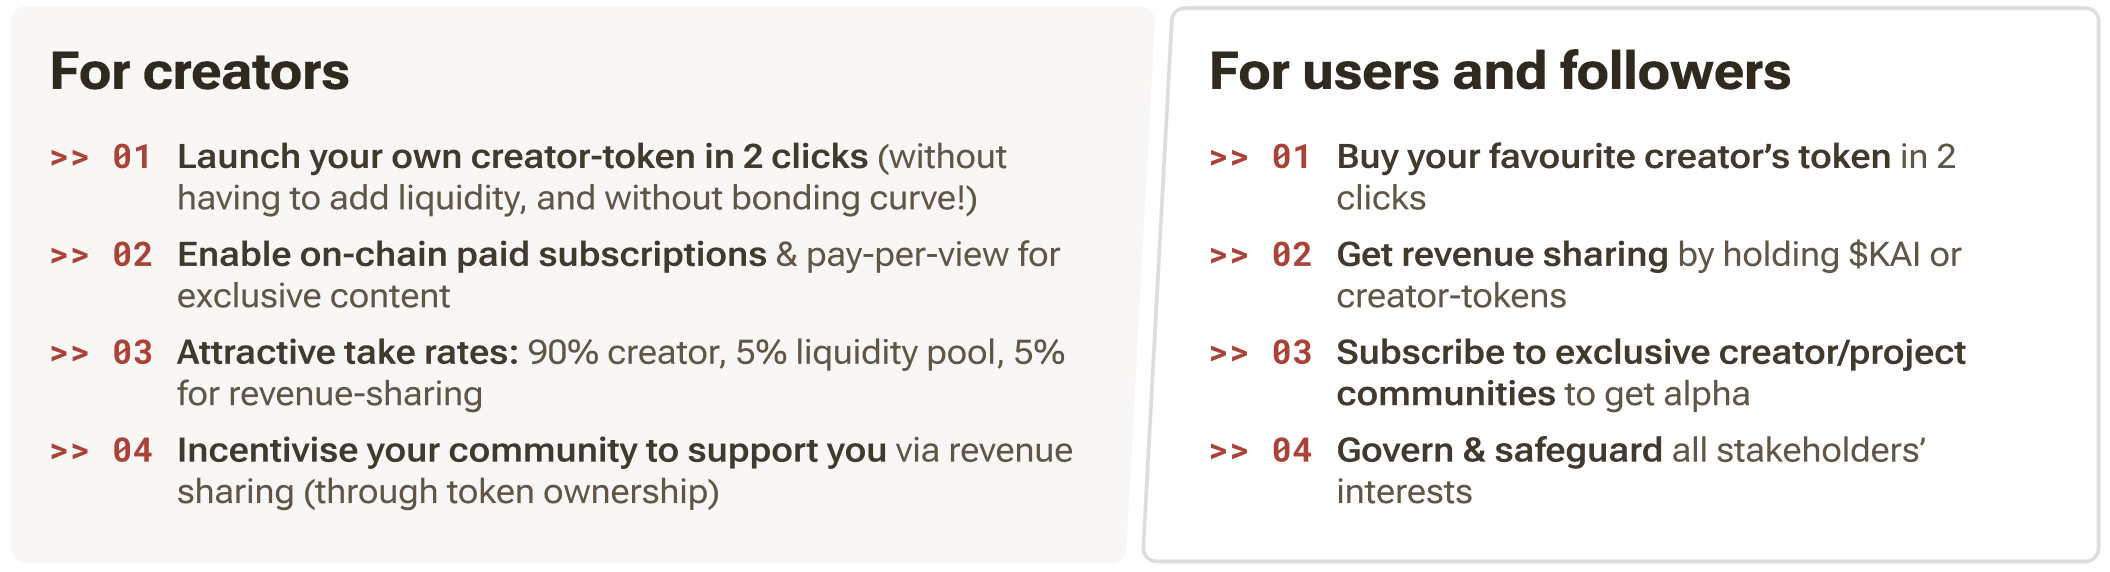 For creators
>> 01 Launch your own creator-token in 2 clicks (without
having to add liquidity, and without bonding curve!)
>> 02 Enable on-chain paid subscriptions & pay-per-view for
exclusive content
>> 03 Attractive take rates: 90% creator, 5% liquidity pool, 5%
for revenue-sharing
>> 04 Incentivise your community to support you via revenue
sharing (through token ownership)
For users and followers
>> 01 Buy your favourite creator’s token in 2
clicks
>> 02 Get revenue sharing by holding $KAI or
creator-tokens
>> 03 Subscribe to exclusive creator/project
communities to get alpha
>> 04 Govern & safeguard all stakeholders’
interests